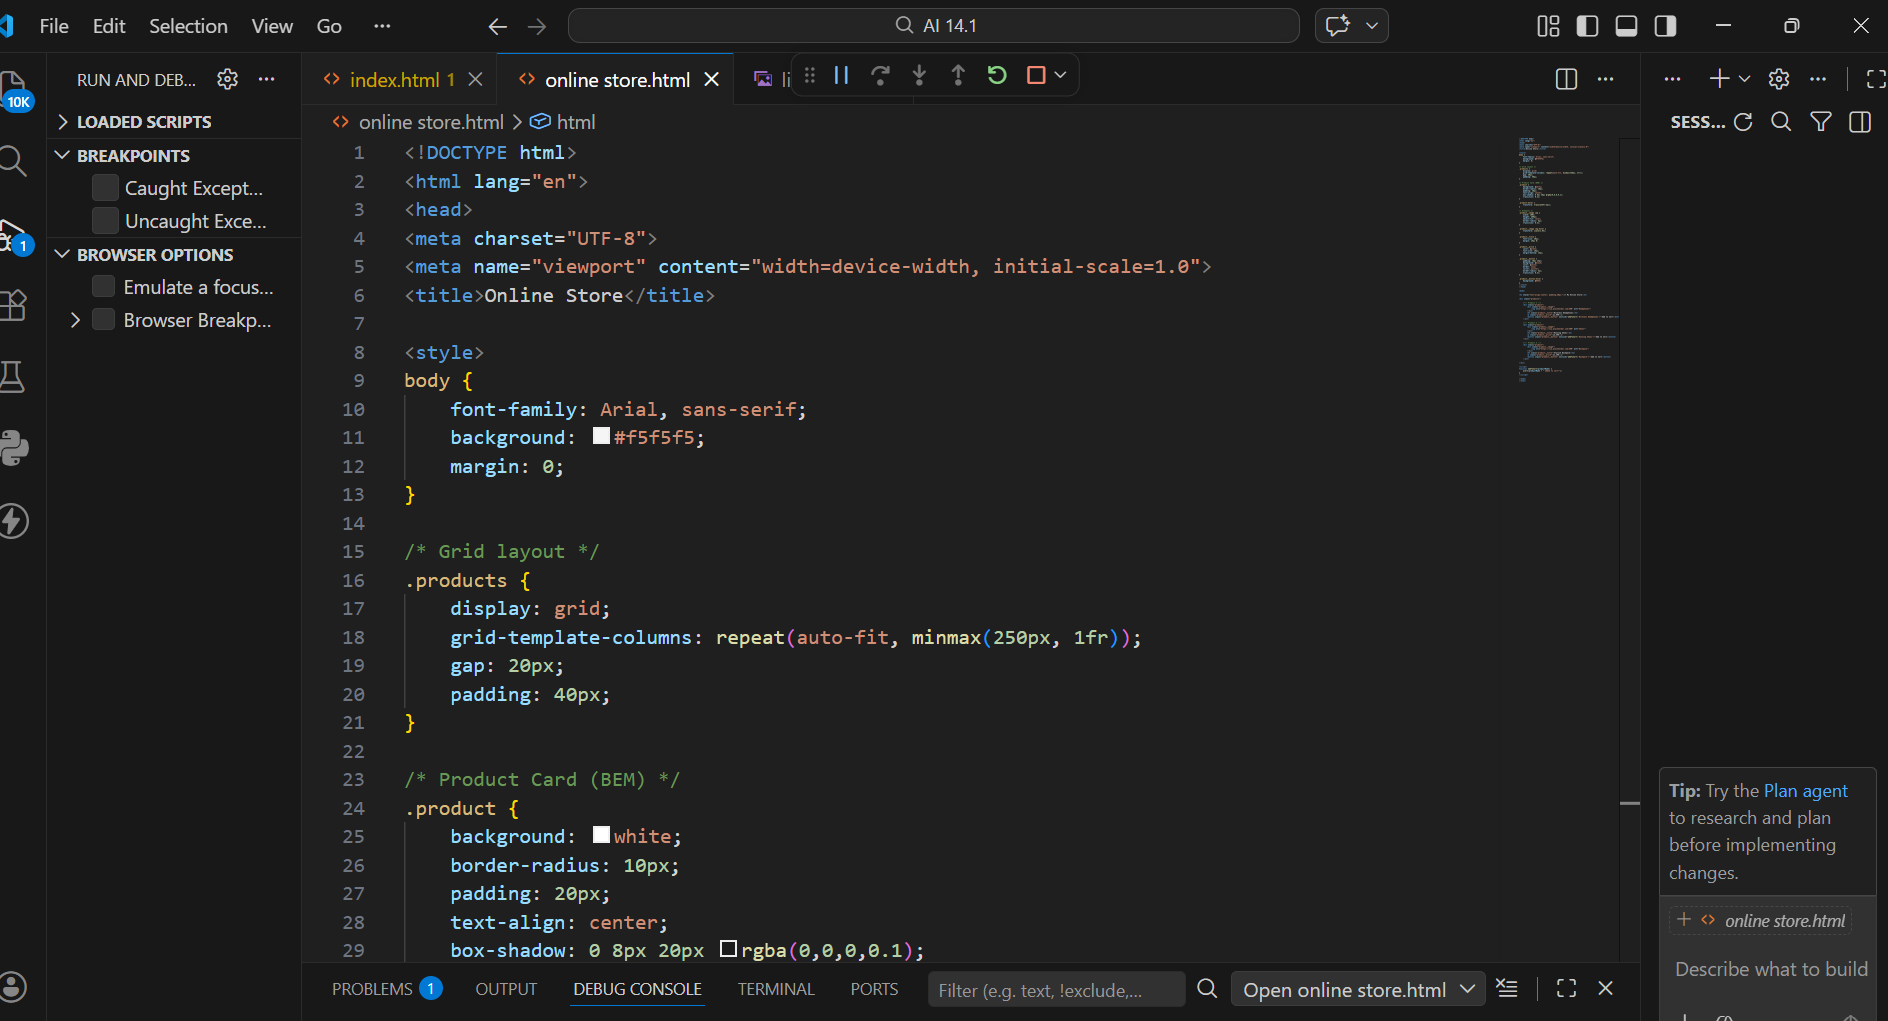 File Edit Selection View Go ···
AI 14.1
10K
1
RUN AND DEB... ···
LOADED SCRIPTS
BREAKPOINTS
Caught Except...
Uncaught Exce...
BROWSER OPTIONS
Emulate a focus...
Browser Breakp...
index.html 1
online store.html
li
online store.html > html
1 <!DOCTYPE html>
2 <html lang="en">
3 <head>
4 <meta charset="UTF-8">
5 <meta name="viewport" content="width=device-width, initial-scale=1.0">
6 <title>Online Store</title>
7
8 <style>
9 body {
10 font-family: Arial, sans-serif;
11 background: #f5f5f5;
12 margin: 0;
13 }
14
15 /* Grid layout */
16 .products {
17 display: grid;
18 grid-template-columns: repeat(auto-fit, minmax(250px, 1fr));
19 gap: 20px;
20 padding: 40px;
21 }
22
23 /* Product Card (BEM) */
24 .product {
25 background: white;
26 border-radius: 10px;
27 padding: 20px;
28 text-align: center;
29 box-shadow: 0 8px 20px rgba(0,0,0,0.1);
PROBLEMS 1 OUTPUT DEBUG CONSOLE TERMINAL PORTS
Filter (e.g. text, !exclude,...
Open online store.html
SESS...
Tip: Try the Plan agent
to research and plan
before implementing
changes.
online store.html
Describe what to build